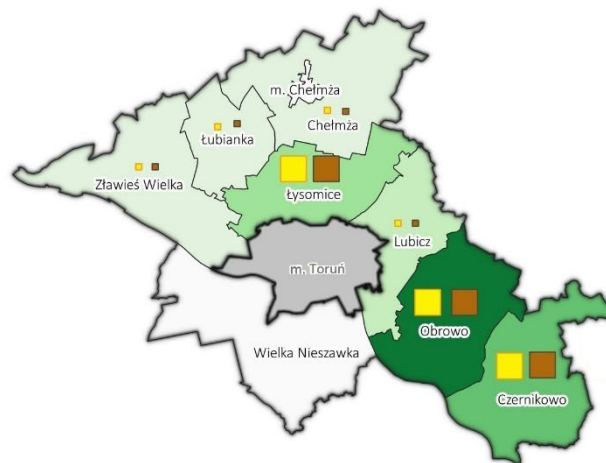 m. Chełmża
Chełmża
Łubianka
Zławieś Wielka
Łysomice
Lubicz
m. Toruń
Obrowo
Wielka Nieszawka
Czernikowo